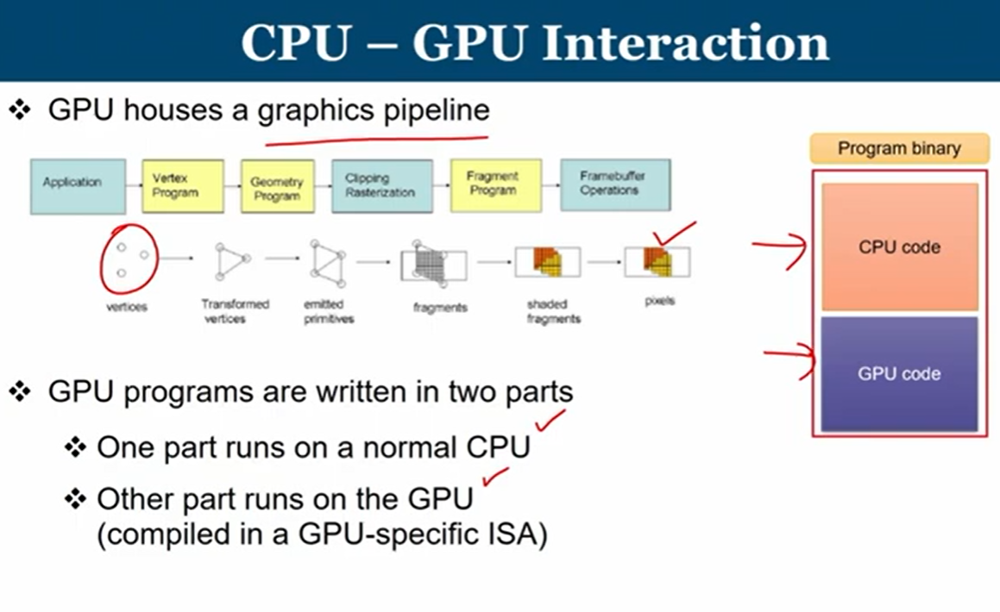 CPU – GPU Interaction
❖ GPU houses a graphics pipeline
Program binary
Application
Vertex
Program
Geometry
Program
Clipping
Rasterization
Fragment
Program
Framebuffer
Operations
vertices
Transformed
vertices
emitted
primitives
fragments
shaded
fragments
pixels
CPU code
GPU code
❖ GPU programs are written in two parts
❖ One part runs on a normal CPU
❖ Other part runs on the GPU
(compiled in a GPU-specific ISA)